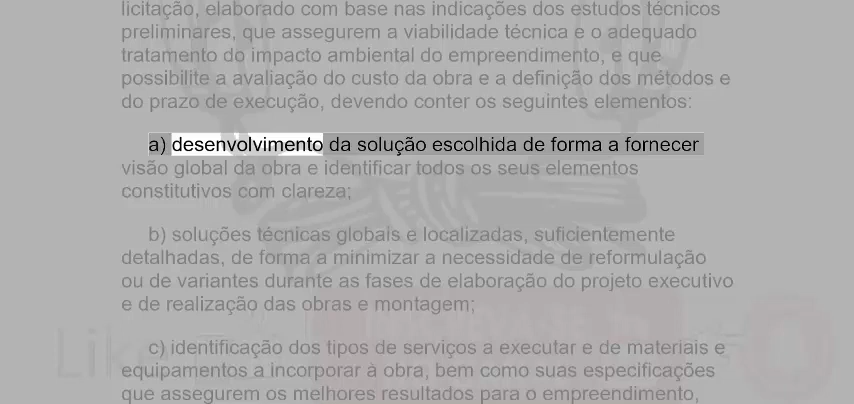 licitação, elaborado com base nas indicações dos estudos técnicos
preliminares, que assegurem a viabilidade técnica e o adequado
tratamento do impacto ambiental do empreendimento, e que
possibilite a avaliação do custo da obra e a definição dos métodos e
do prazo de execução, devendo conter os seguintes elementos:
a) desenvolvimento da solução escolhida de forma a fornecer
visão global da obra e identificar todos os seus elementos
constitutivos com clareza;
b) soluções técnicas globais e localizadas, suficientemente
detalhadas, de forma a minimizar a necessidade de reformulação
ou de variantes durante as fases de elaboração do projeto executivo
e de realização das obras e montagem;
c) identificação dos tipos de serviços a executar e de materiais e
equipamentos a incorporar à obra, bem como suas especificações
que assegurem os melhores resultados para o empreendimento,